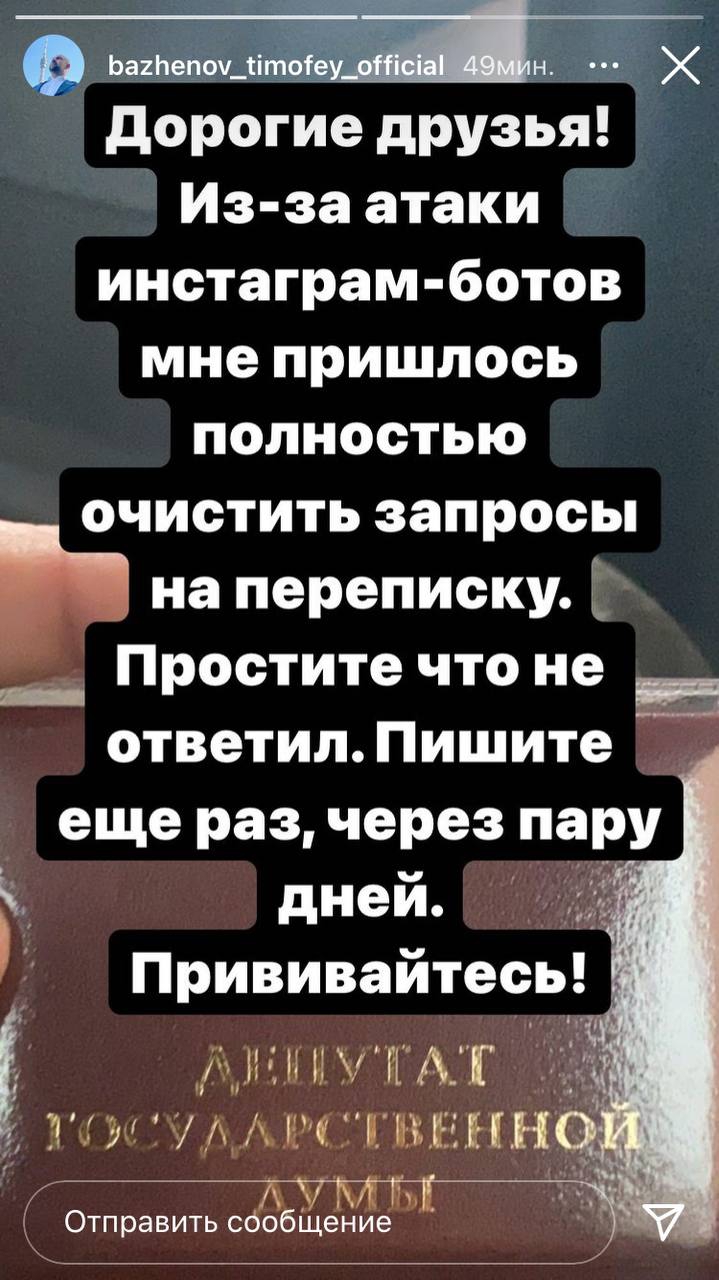 bazhenov_timofey_official 49мин.
Дорогие друзья!
Из-за атаки
инстаграм-ботов
мне пришлось
полностью
очистить запросы
на переписку.
Простите что не
ответил. Пишите
еще раз, через пару
дней.
Прививайтесь!
ДЕПУТАТ
ГОСУДАРСТВЕННОЙ
ДУМЫ
Отправить сообщение